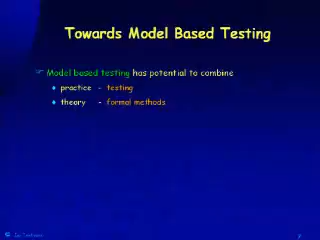 Towards Model Based Testing
Model based testing has potential to combine
practice - testing
theory - formal methods
©